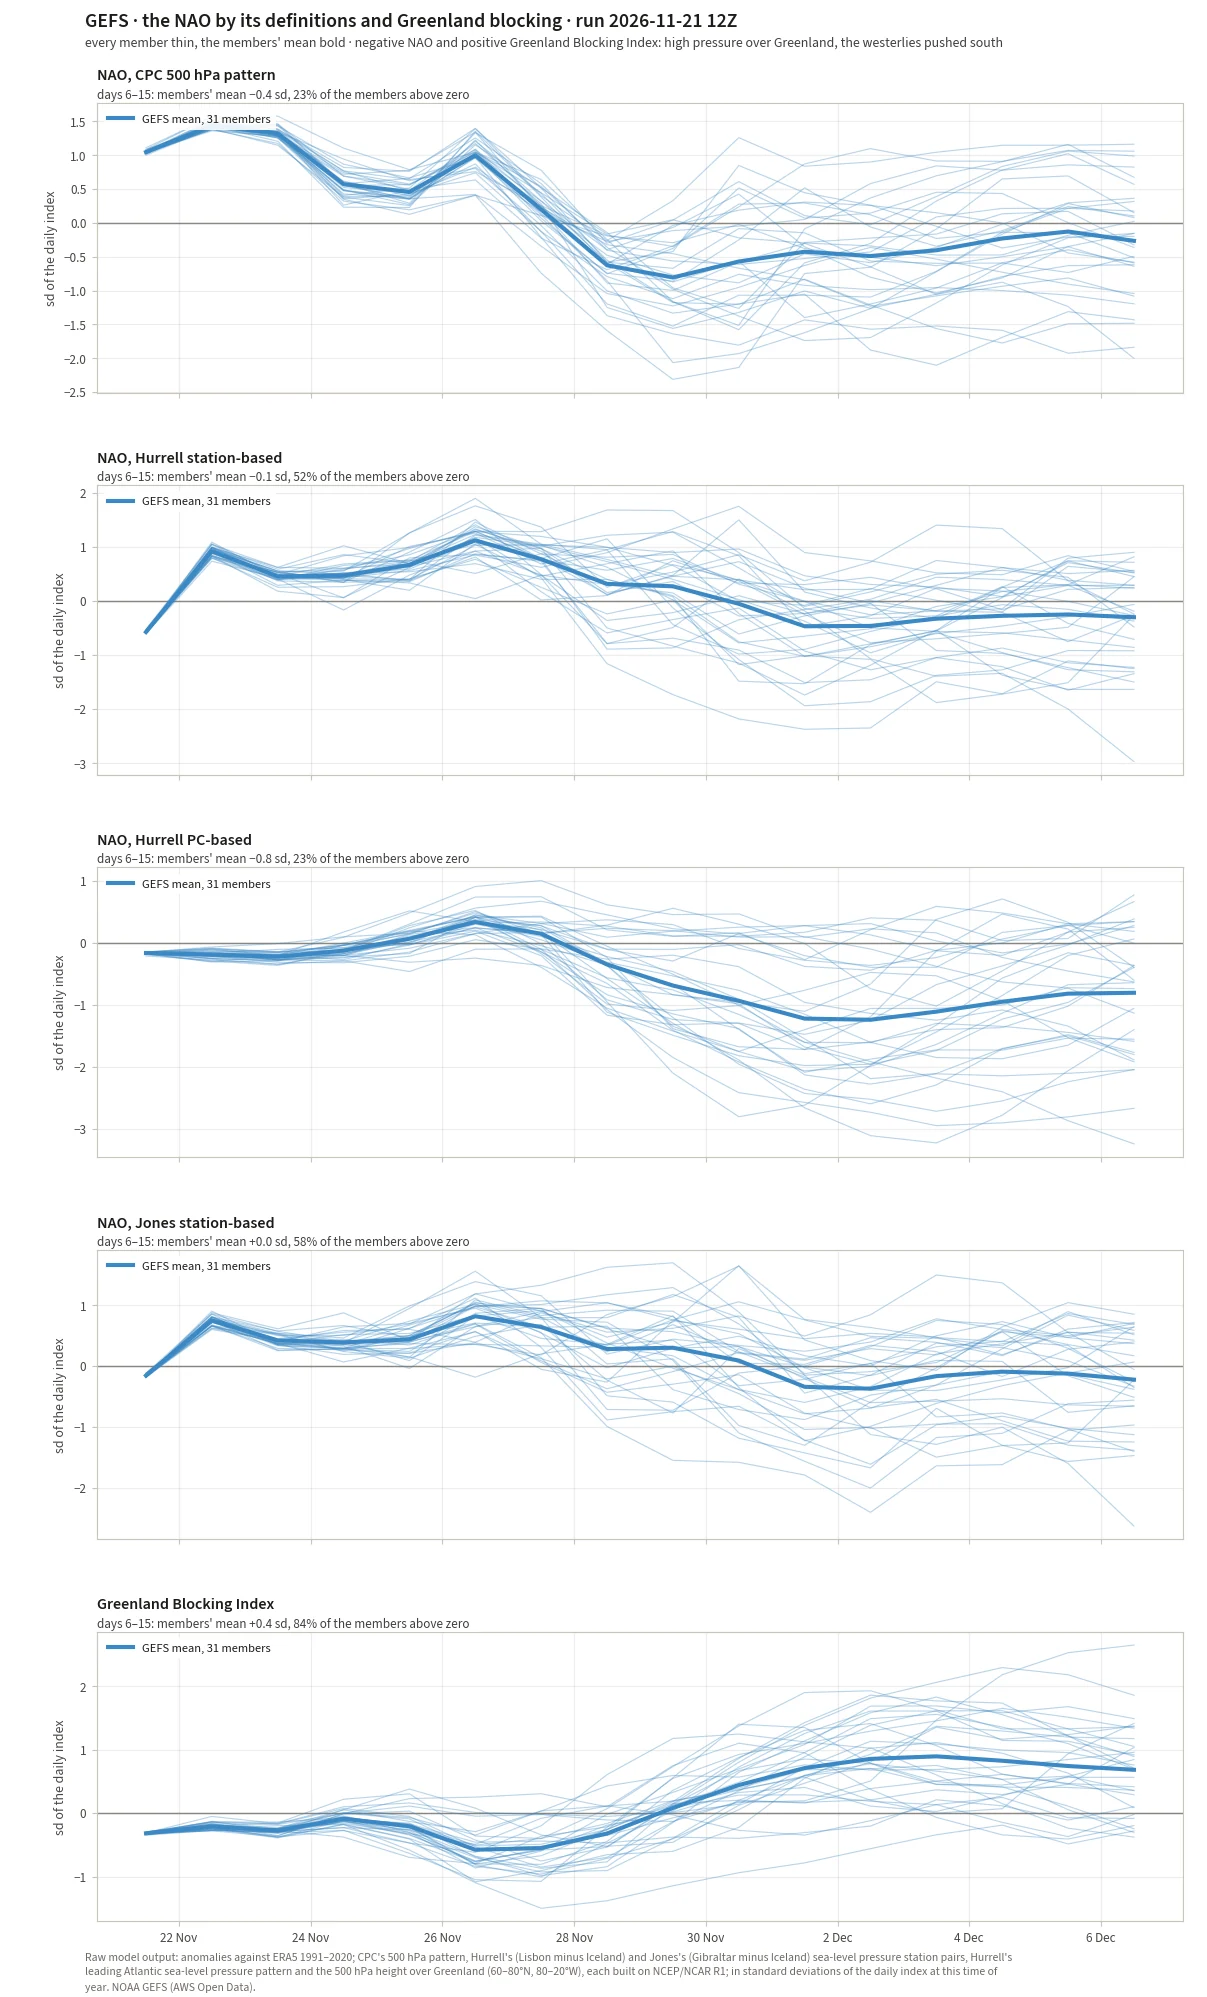 GEFS · the NAO by its definitions and Greenland blocking · run 2026-11-21 12Z
every member thin, the members' mean bold · negative NAO and positive Greenland Blocking Index: high pressure over Greenland, the westerlies pushed south
NAO, CPC 500 hPa pattern
days 6–15: members' mean −0.4 sd, 23% of the members above zero
GEFS mean, 31 members
sd of the daily index
1.5
1.0
0.5
0.0
−0.5
−1.0
−1.5
−2.0
−2.5
NAO, Hurrell station-based
days 6–15: members' mean −0.1 sd, 52% of the members above zero
GEFS mean, 31 members
sd of the daily index
2
1
0
−1
−2
−3
NAO, Hurrell PC-based
days 6–15: members' mean −0.8 sd, 23% of the members above zero
GEFS mean, 31 members
sd of the daily index
1
0
−1
−2
−3
NAO, Jones station-based
days 6–15: members' mean +0.0 sd, 58% of the members above zero
GEFS mean, 31 members
sd of the daily index
1
0
−1
−2
Greenland Blocking Index
days 6–15: members' mean +0.4 sd, 84% of the members above zero
GEFS mean, 31 members
sd of the daily index
2
1
0
−1
22 Nov 24 Nov 26 Nov 28 Nov 30 Nov 2 Dec 4 Dec 6 Dec
Raw model output: anomalies against ERA5 1991–2020; CPC's 500 hPa pattern, Hurrell's (Lisbon minus Iceland) and Jones's (Gibraltar minus Iceland) sea-level pressure station pairs, Hurrell's
leading Atlantic sea-level pressure pattern and the 500 hPa height over Greenland (60–80°N, 80–20°W), each built on NCEP/NCAR R1; in standard deviations of the daily index at this time of
year. NOAA GEFS (AWS Open Data).